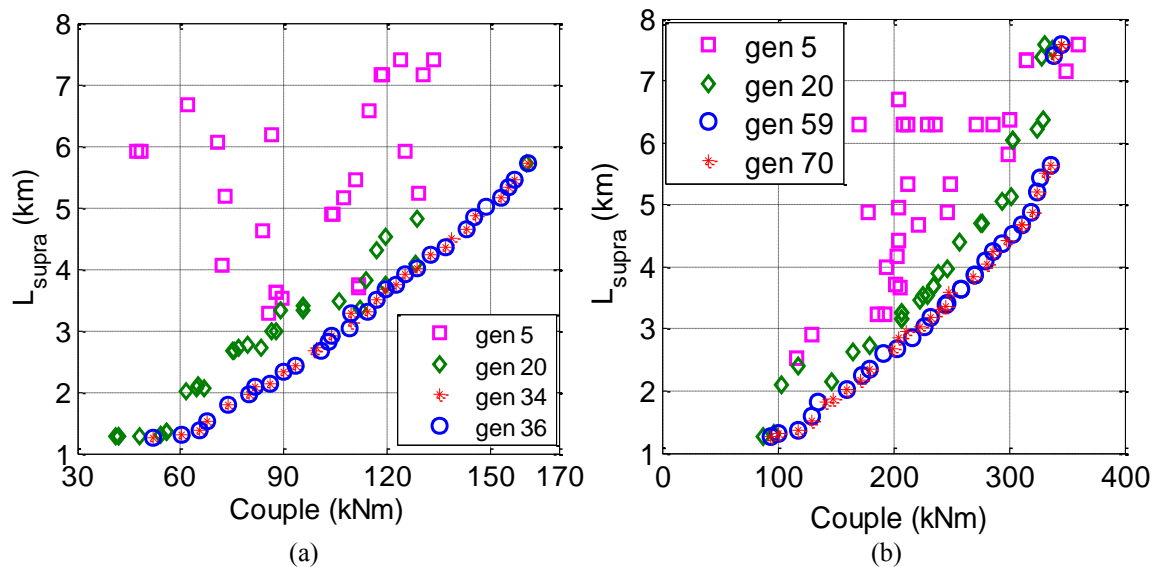 (a)
8
7
6
5
4
3
2
1
L_supra (km)
30 60 90 120 150 170
Couple (kNm)
gen 5
gen 20
gen 34
gen 36
(a)
(b)
8
7
6
5
4
3
2
1
L_supra (km)
0 100 200 300 400
Couple (kNm)
gen 5
gen 20
gen 59
gen 70
(b)